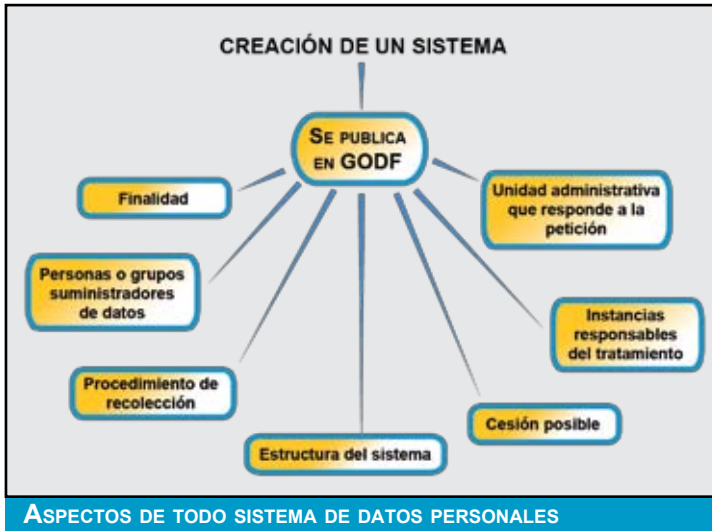 CREACIÓN DE UN SISTEMA
SE PUBLICA
EN GODF
Finalidad
Unidad administrativa
que responde a la
petición
Personas o grupos
suministradores
de datos
Instancias
responsables
del tratamiento
Procedimiento de
recolección
Cesión posible
Estructura del sistema
ASPECTOS DE TODO SISTEMA DE DATOS PERSONALES